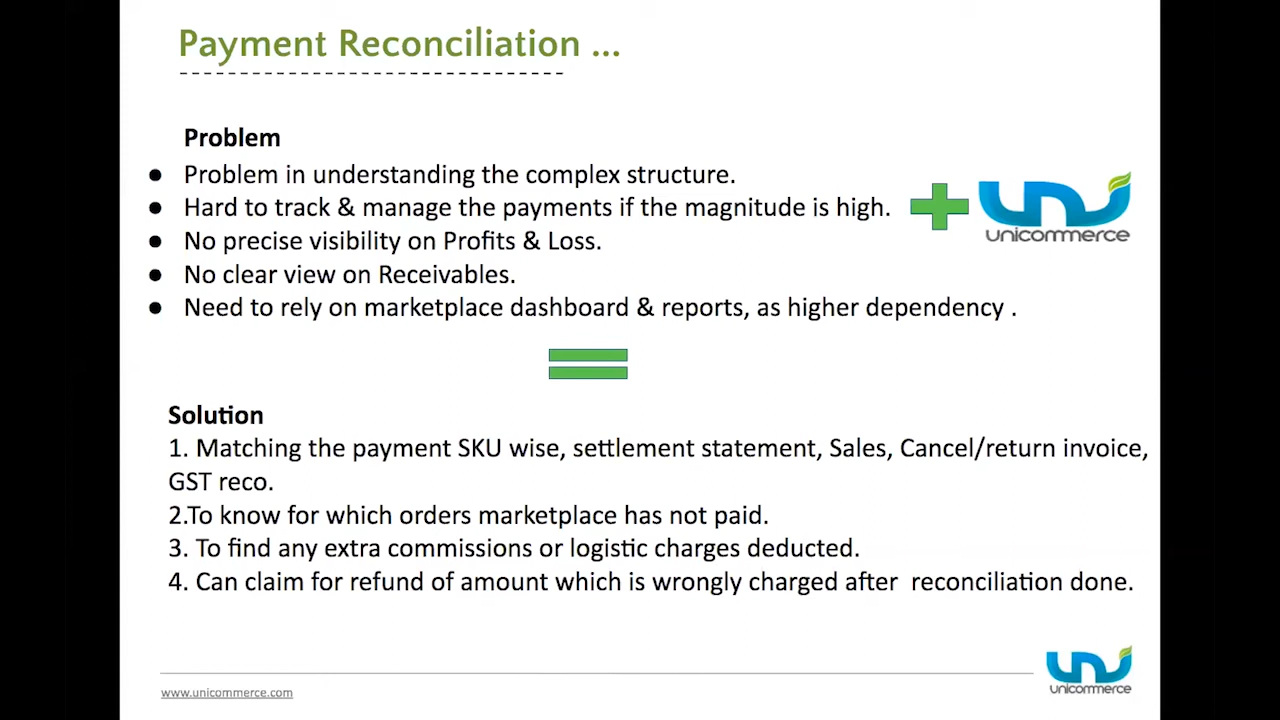 Payment Reconciliation ...
Problem
● Problem in understanding the complex structure.
● Hard to track & manage the payments if the magnitude is high.
unicommerce
● No precise visibility on Profits & Loss.
● No clear view on Receivables.
● Need to rely on marketplace dashboard & reports, as higher dependency .
Solution
1. Matching the payment SKU wise, settlement statement, Sales, Cancel/return invoice,
GST reco.
2.To know for which orders marketplace has not paid.
3. To find any extra commissions or logistic charges deducted.
4. Can claim for refund of amount which is wrongly charged after  reconciliation done.
www.unicommerce.com
unicommerce